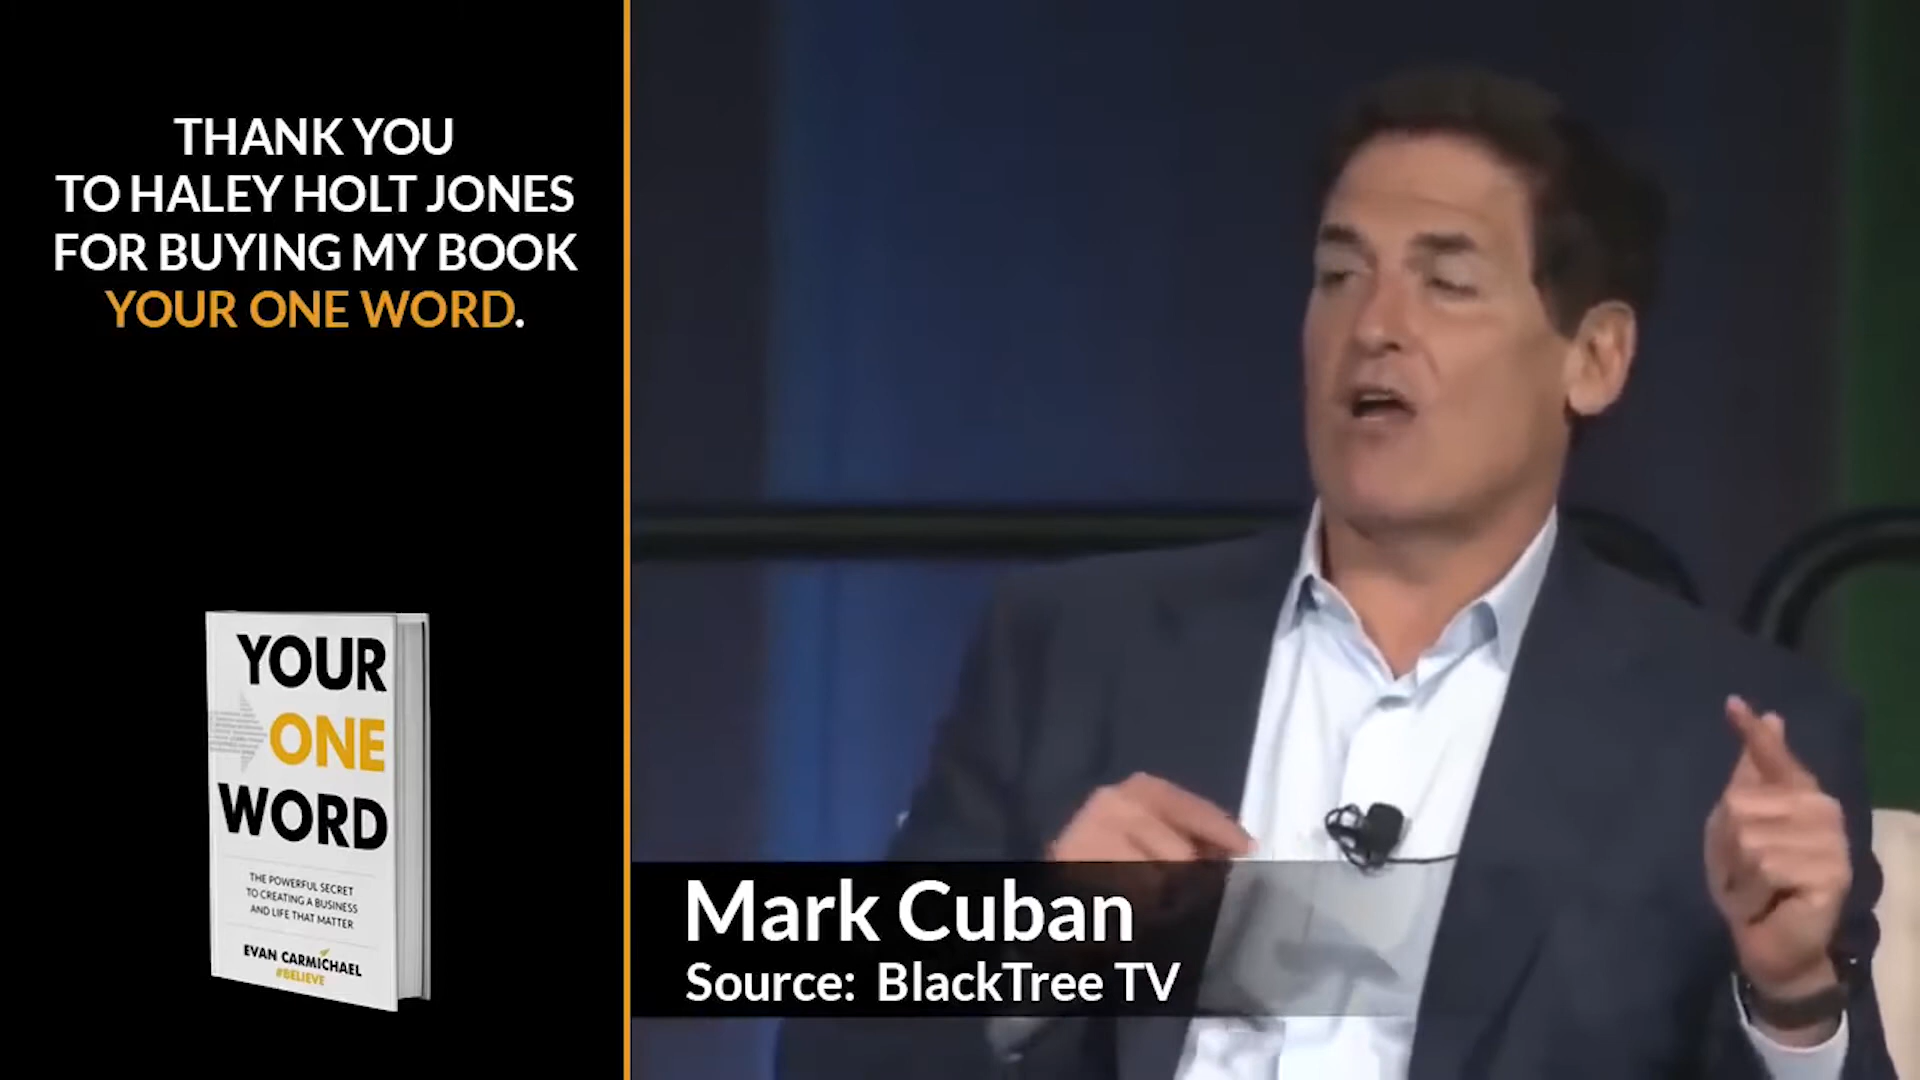 THANK YOU
TO HALEY HOLT JONES
FOR BUYING MY BOOK
YOUR ONE WORD.
YOUR
ONE
WORD
THE POWERFUL SECRET
TO CREATING A BUSINESS
AND LIFE THAT MATTER
EVAN CARMICHAEL
#BELIEVE
Mark Cuban
Source: BlackTree TV